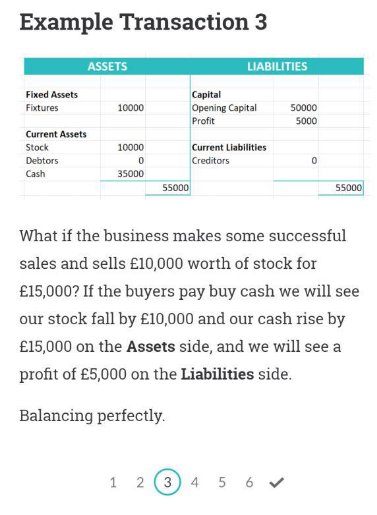 Example Transaction 3
ASSETS LIABILITIES
Fixed Assets Capital
Fixtures 10000 Opening Capital 50000
Profit 5000
Current Assets
Stock 10000 Current Liabilities
Debtors 0 Creditors 0
Cash 35000
55000 55000
What if the business makes some successful
sales and sells £10,000 worth of stock for
£15,000? If the buyers pay buy cash we will see
our stock fall by £10,000 and our cash rise by
£15,000 on the Assets side, and we will see a
profit of £5,000 on the Liabilities side.
Balancing perfectly.
1 2 3 4 5 6